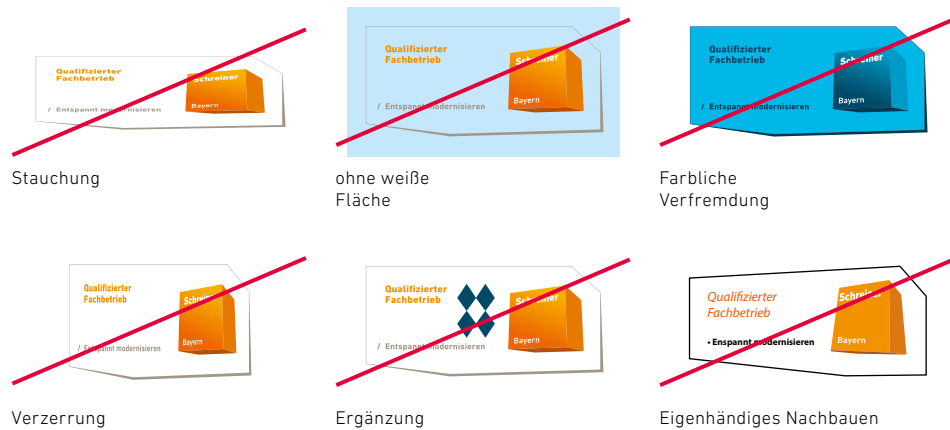 Qualifizierter
Fachbetrieb
Schreiner
/ Entspannt modernisieren
Bayern
Stauchung
Qualifizierter
Fachbetrieb
Schreiner
/ Entspannt modernisieren
Bayern
ohne weiße
Fläche
Qualifizierter
Fachbetrieb
Schreiner
/ Entspannt modernisieren
Bayern
Farbliche
Verfremdung
Qualifizierter
Fachbetrieb
Schreiner
/ Entspannt modernisieren
Bayern
Verzerrung
Qualifizierter
Fachbetrieb
Schreiner
/ Entspannt modernisieren
Bayern
Ergänzung
Qualifizierter
Fachbetrieb
Schreiner
• Enspannt modernisieren
Bayern
Eigenhändiges Nachbauen